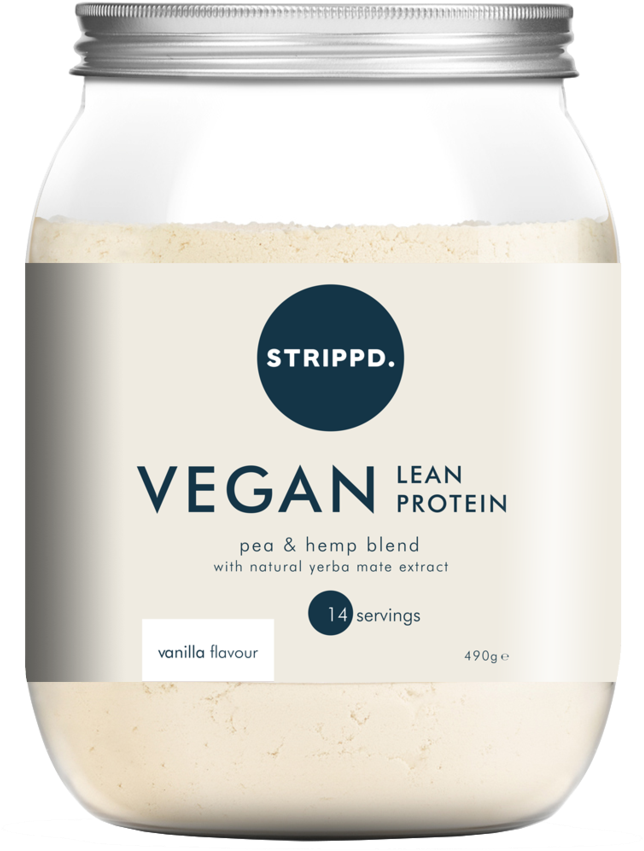 STRIPPD.
VEGAN LEAN PROTEIN
pea & hemp blend
with natural yerba mate extract
14 servings
vanilla flavour
490g℮